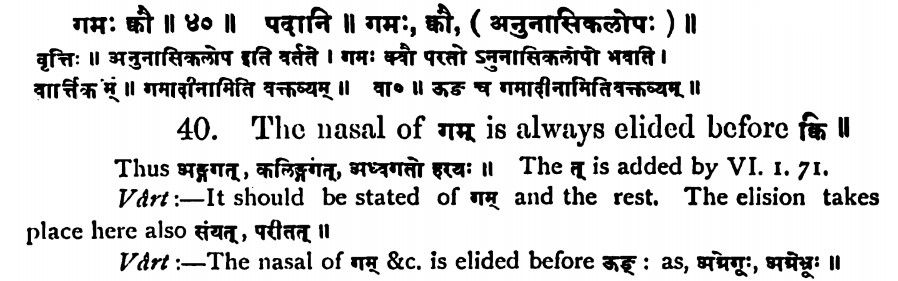 गमः क्वौ ॥ ४० ॥ पदानि ॥ गमः, क्वौ, ( अनुनासिकलोपः ) ॥
वृत्तिः ॥ अनुनासिकलोप इति वर्तते । गमः क्वौ परतो ऽनुनासिकलोपो भवति ।
वार्त्तिकम् ॥ गमादीनामिति वक्तव्यम् ॥ वा० ॥ ऊङ च गमादीनामितिवक्तव्यम् ॥
40. The nasal of गम् is always elided before क्वि ॥
Thus अङ्गगत्, कलिङ्गगत्, अध्वगतो हरयः ॥ The त् is added by VI. 1. 71.
Vârt:—It should be stated of गम् and the rest. The elision takes
place here also संयत्, परीतत् ॥
Vârt:—The nasal of गम् &c. is elided before ऊङ् : as, अग्रेगूः, अग्रेभ्रूः ॥